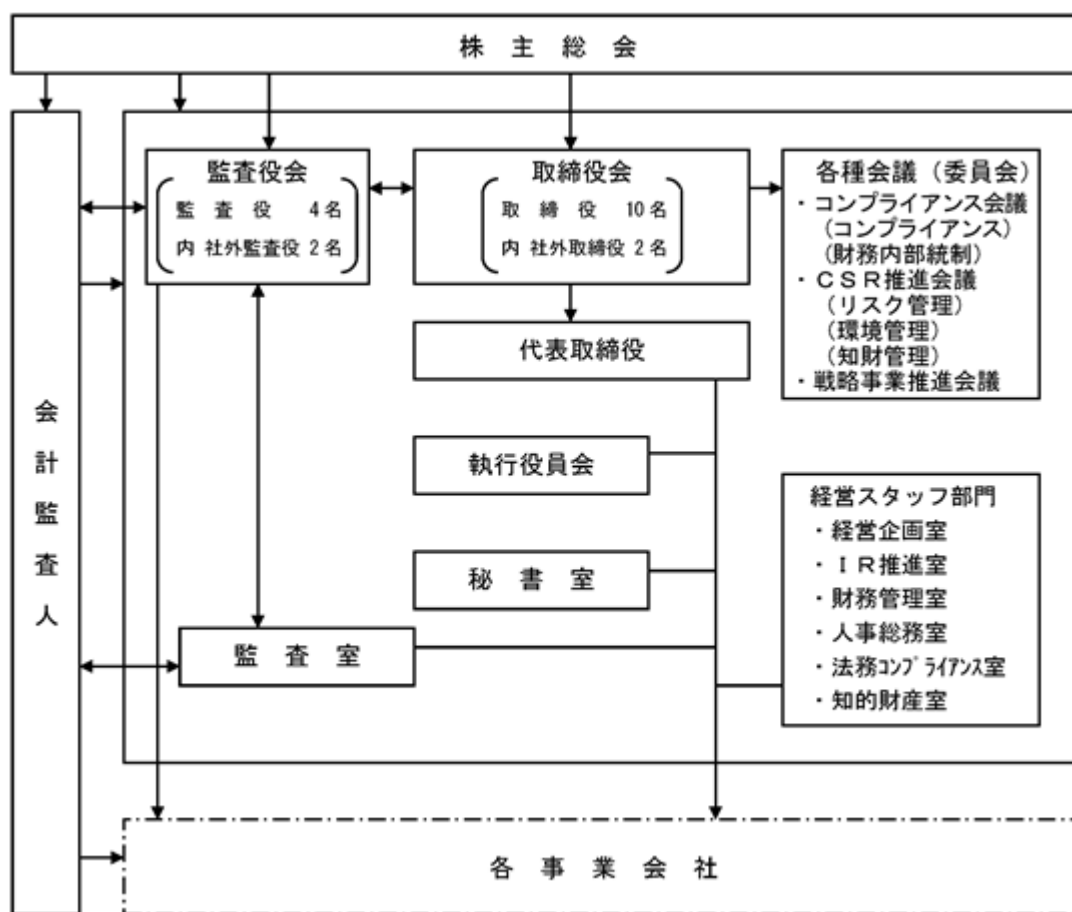 株主総会
監査役会
監査役 4名
内 社外監査役 2名
取締役会
取締役 10名
内 社外取締役 2名
各種会議（委員会）
・コンプライアンス会議
（コンプライアンス）
（財務内部統制）
・ＣＳＲ推進会議
（リスク管理）
（環境管理）
（知財管理）
・戦略事業推進会議
代表取締役
会計監査人
執行役員会
経営スタッフ部門
・経営企画室
・ＩＲ推進室
・財務管理室
・人事総務室
・法務ｺﾝﾌﾟﾗｲｱﾝｽ室
・知的財産室
秘書室
監査室
各事業会社